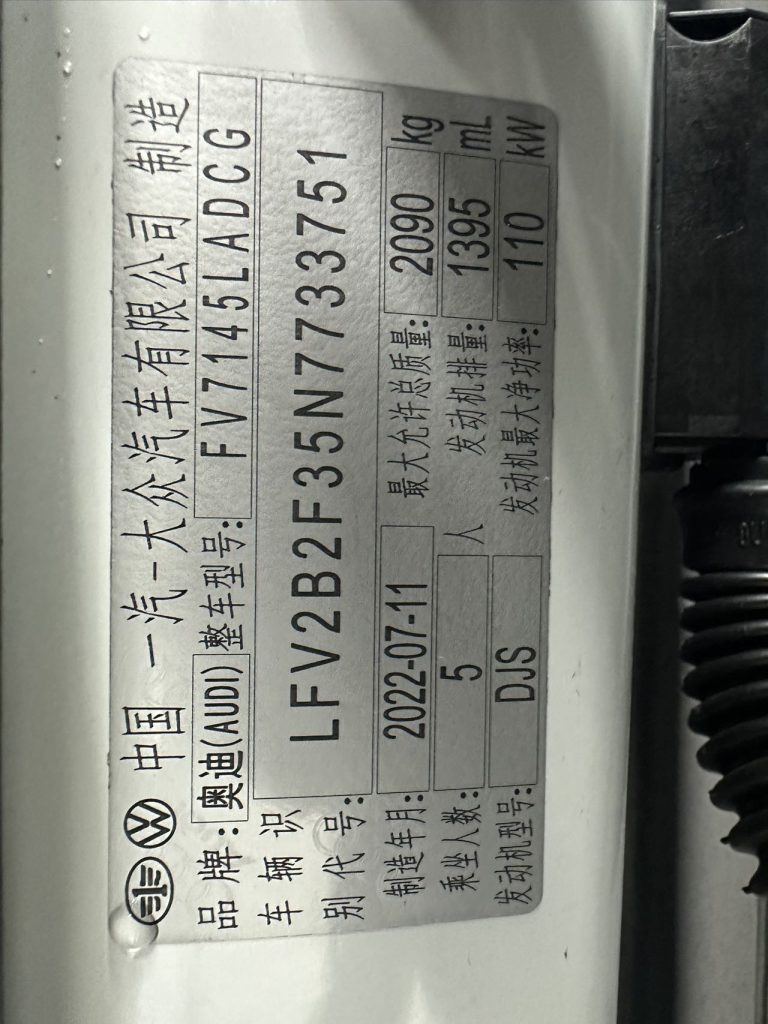 中国 一汽-大众汽车有限公司 制造
品牌: 奥迪(AUDI) 整车型号: FV7145LADCG
车辆识别代号: LFV2B2F35N7733751
制造年月: 2022-07-11 最大允许总质量: 2090 kg
乘坐人数: 5 人 发动机排量: 1395 mL
发动机型号: DJS 发动机最大净功率: 110 kW